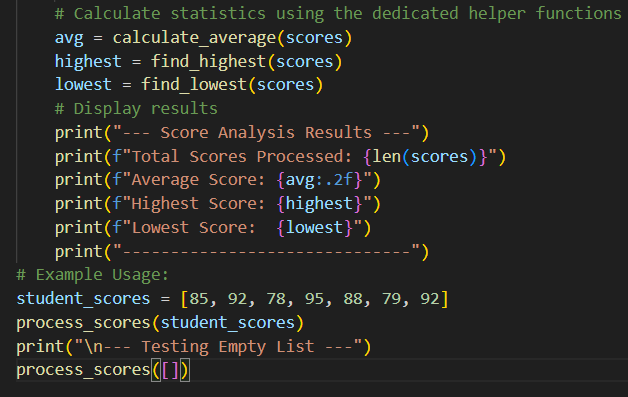 # Calculate statistics using the dedicated helper functions
avg = calculate_average(scores)
highest = find_highest(scores)
lowest = find_lowest(scores)
# Display results
print("--- Score Analysis Results ---")
print(f"Total Scores Processed: {len(scores)}")
print(f"Average Score: {avg:.2f}")
print(f"Highest Score: {highest}")
print(f"Lowest Score:  {lowest}")
print("------------------------------")
# Example Usage:
student_scores = [85, 92, 78, 95, 88, 79, 92]
process_scores(student_scores)
print("\n--- Testing Empty List ---")
process_scores([])